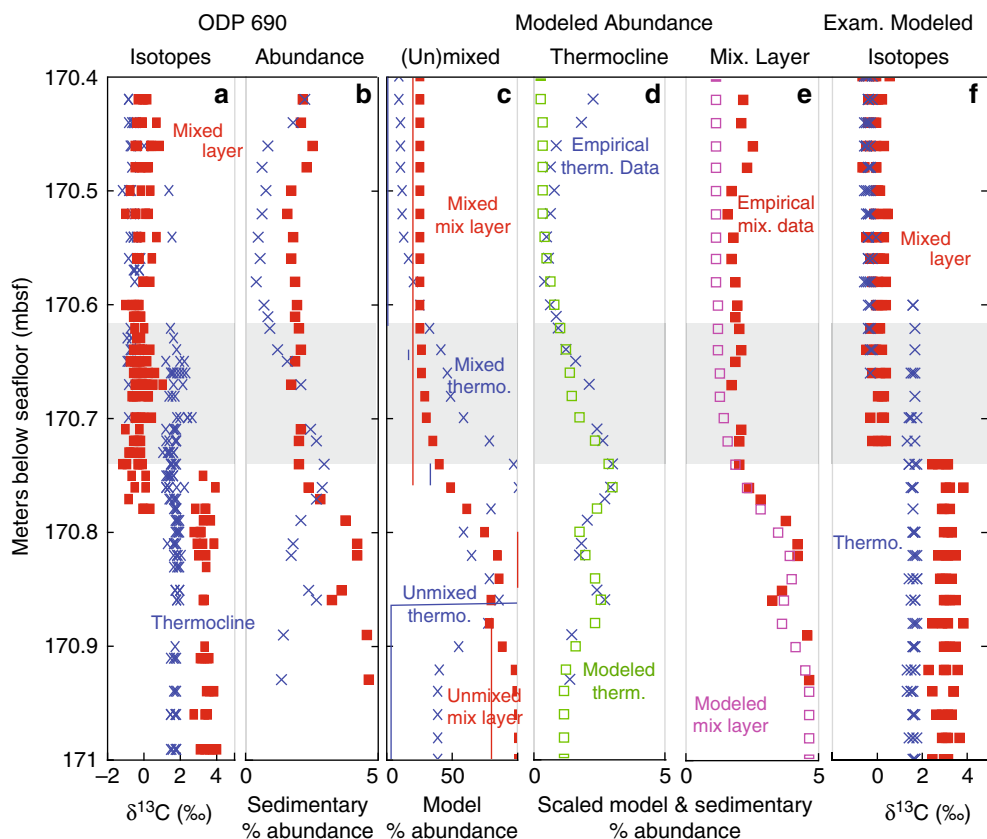 ODP 690
Modeled Abundance
Exam. Modeled
Isotopes
Abundance
(Un)mixed
Thermocline
Mix. Layer
Isotopes
a
b
c
d
e
f
Meters below seafloor (mbsf)
170.4
170.5
170.6
170.7
170.8
170.9
171
Mixed
layer
Thermocline
Mixed
mix layer
Mixed
thermo.
Unmixed
thermo.
Unmixed
mix layer
Empirical
therm. Data
Modeled
therm.
Empirical
mix. data
Modeled
mix layer
Mixed
layer
Thermo.
−2 0 2 4
0 5
50
0 5
0 5
0 5
δ13C (‰)
Sedimentary
% abundance
Model
% abundance
Scaled model & sedimentary
% abundance
δ13C (‰)